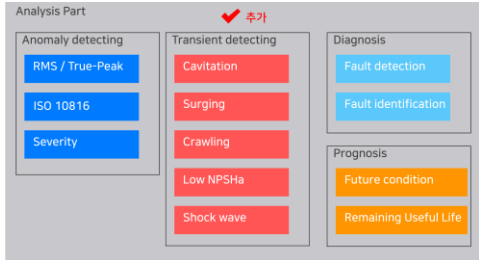 Analysis Part
추가
Anomaly detecting
RMS / True-Peak
ISO 10816
Severity
Transient detecting
Cavitation
Surging
Crawling
Low NPSHa
Shock wave
Diagnosis
Fault detection
Fault identification
Prognosis
Future condition
Remaining Useful Life